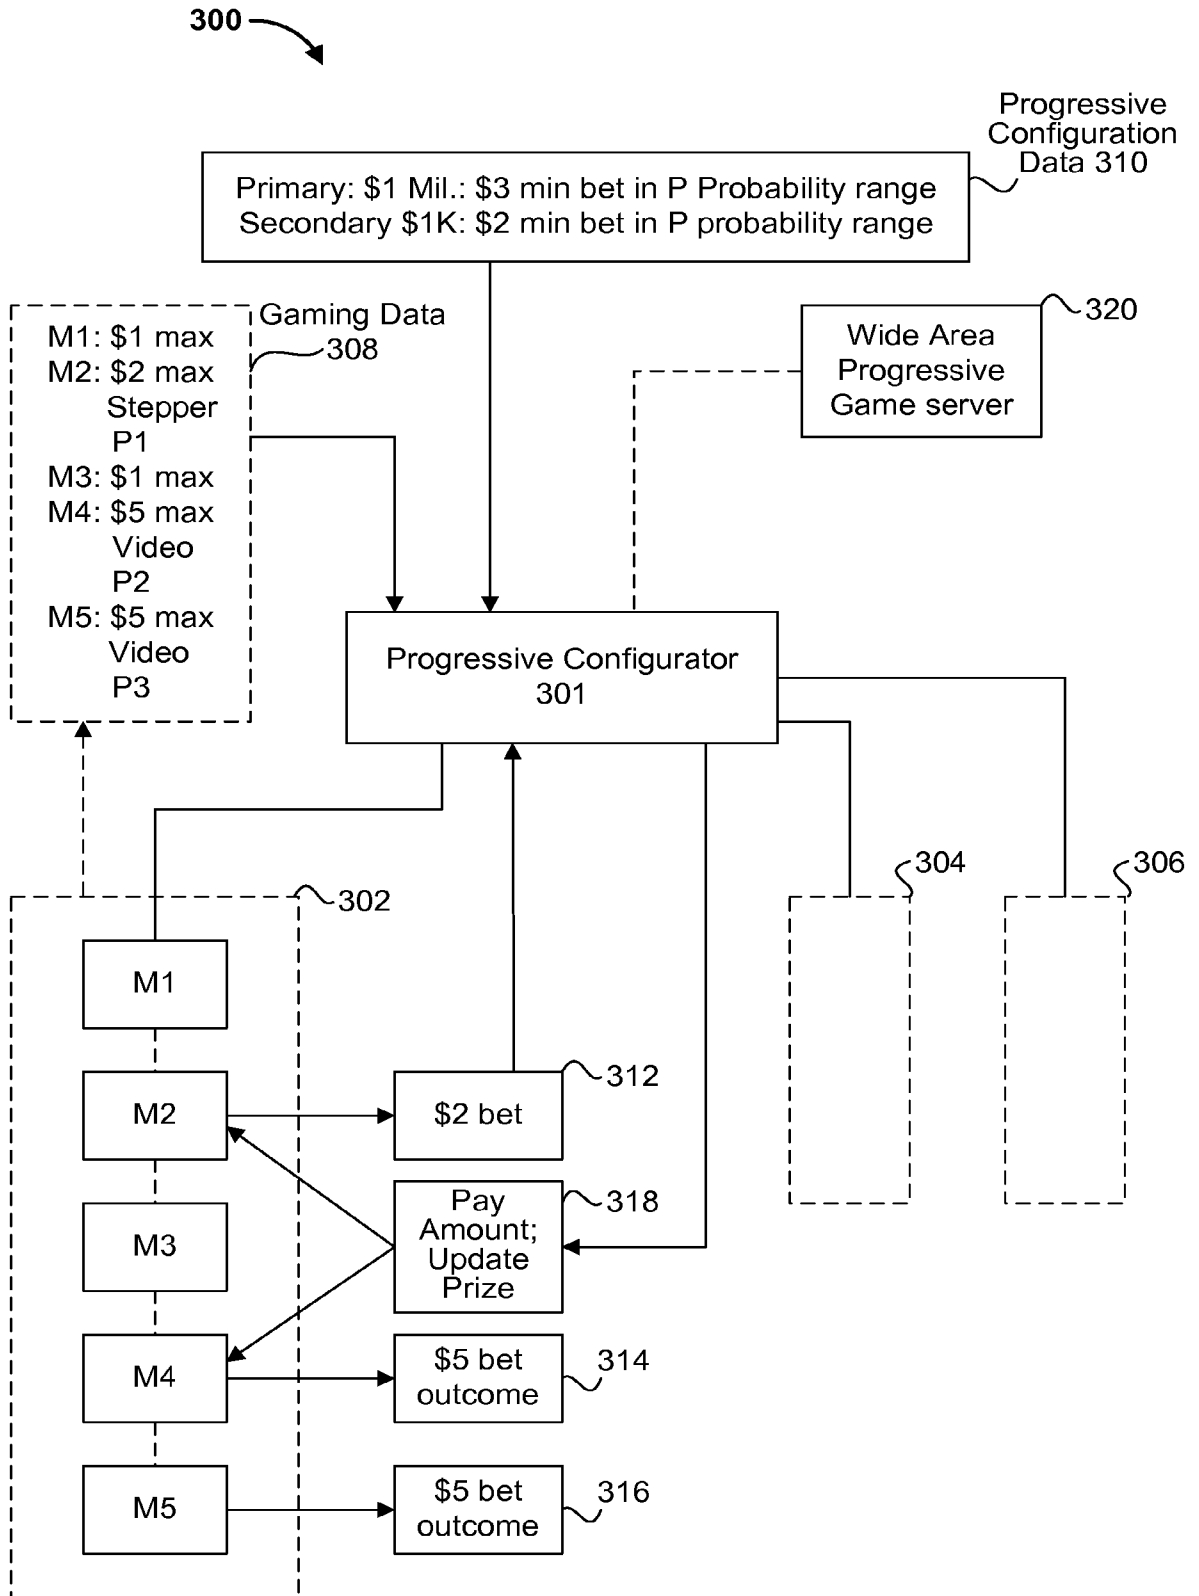 300
Progressive
Configuration
Data 310
Primary: $1 Mil.: $3 min bet in P Probability range
Secondary $1K: $2 min bet in P probability range
Gaming Data
308
M1: $1 max
M2: $2 max
Stepper
P1
M3: $1 max
M4: $5 max
Video
P2
M5: $5 max
Video
P3
320
Wide Area
Progressive
Game server
Progressive Configurator
301
302
304
306
M1
M2
$2 bet
312
M3
Pay
Amount;
Update
Prize
318
M4
$5 bet
outcome
314
M5
$5 bet
outcome
316